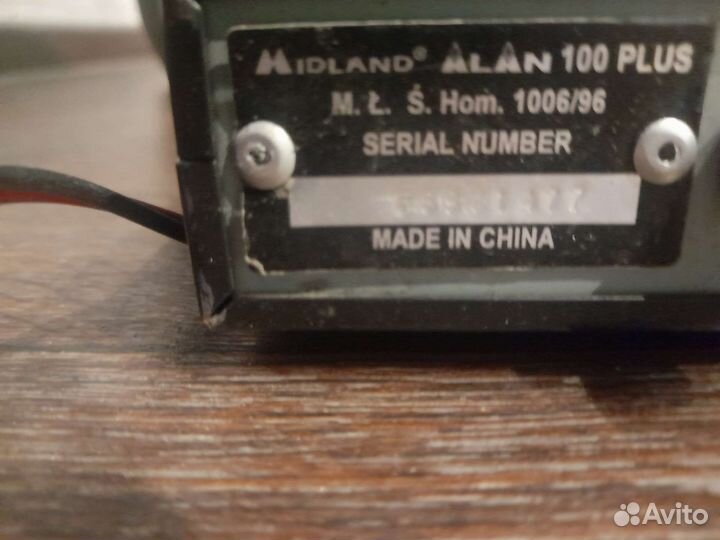 MIDLAND® ALAN 100 PLUS
M. Ł. Ś. Hom. 1006/96
SERIAL NUMBER
MADE IN CHINA
Avito